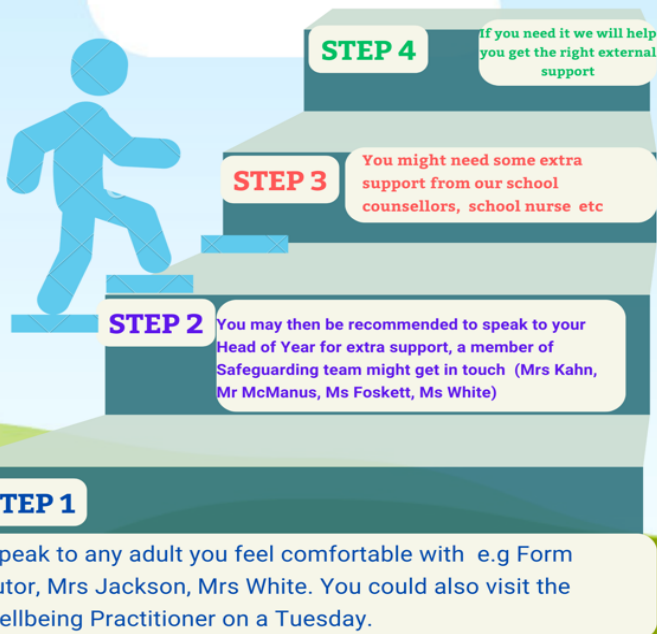 STEP 4
If you need it we will help
you get the right external
support
STEP 3
You might need some extra
support from our school
counsellors, school nurse etc
STEP 2
You may then be recommended to speak to your
Head of Year for extra support, a member of
Safeguarding team might get in touch (Mrs Kahn,
Mr McManus, Ms Foskett, Ms White)
TEP 1
peak to any adult you feel comfortable with e.g Form
utor, Mrs Jackson, Mrs White. You could also visit the
ellbeing Practitioner on a Tuesday.